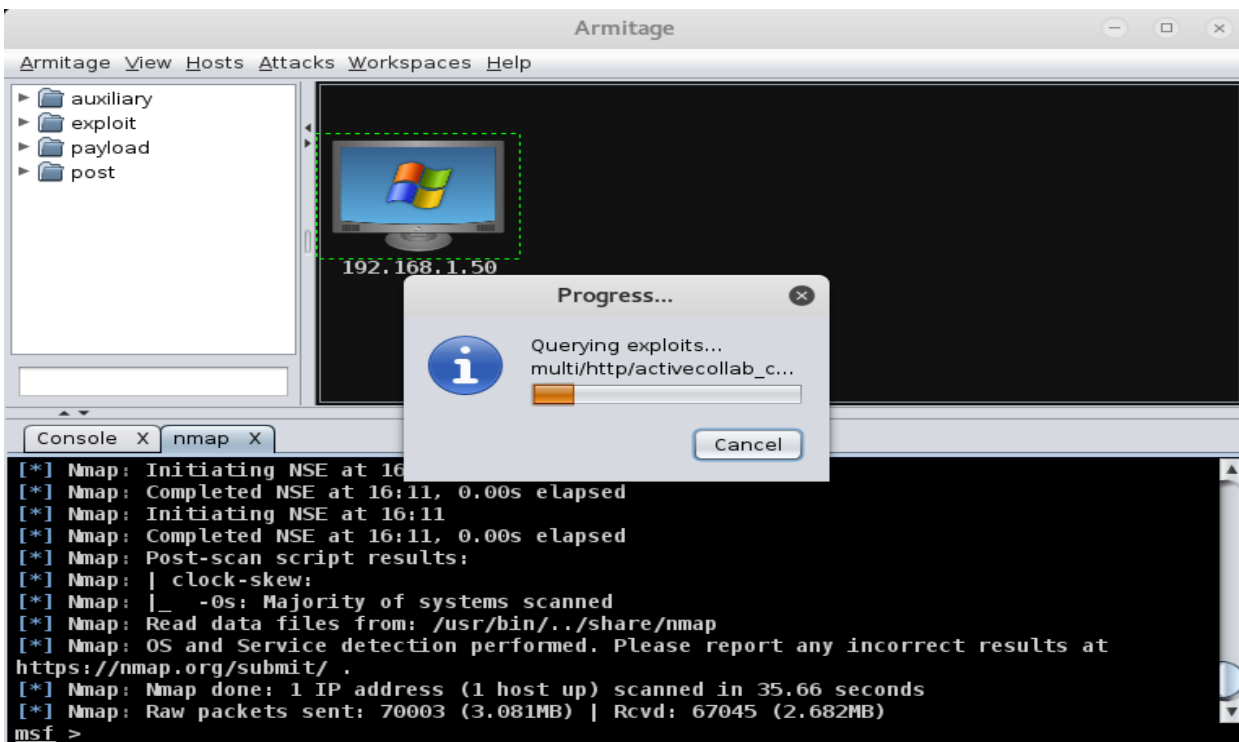 Armitage
Armitage View Hosts Attacks Workspaces Help
auxiliary
exploit
payload
post
192.168.1.50
Progress...
Querying exploits...
multi/http/activecollab_c...
Cancel
Console X nmap X
[*] Nmap: Initiating NSE at 16
[*] Nmap: Completed NSE at 16:11, 0.00s elapsed
[*] Nmap: Initiating NSE at 16:11
[*] Nmap: Completed NSE at 16:11, 0.00s elapsed
[*] Nmap: Post-scan script results:
[*] Nmap: | clock-skew:
[*] Nmap: |_  -0s: Majority of systems scanned
[*] Nmap: Read data files from: /usr/bin/../share/nmap
[*] Nmap: OS and Service detection performed. Please report any incorrect results at
https://nmap.org/submit/ .
[*] Nmap: Nmap done: 1 IP address (1 host up) scanned in 35.66 seconds
[*] Nmap: Raw packets sent: 70003 (3.081MB) | Rcvd: 67045 (2.682MB)
msf >